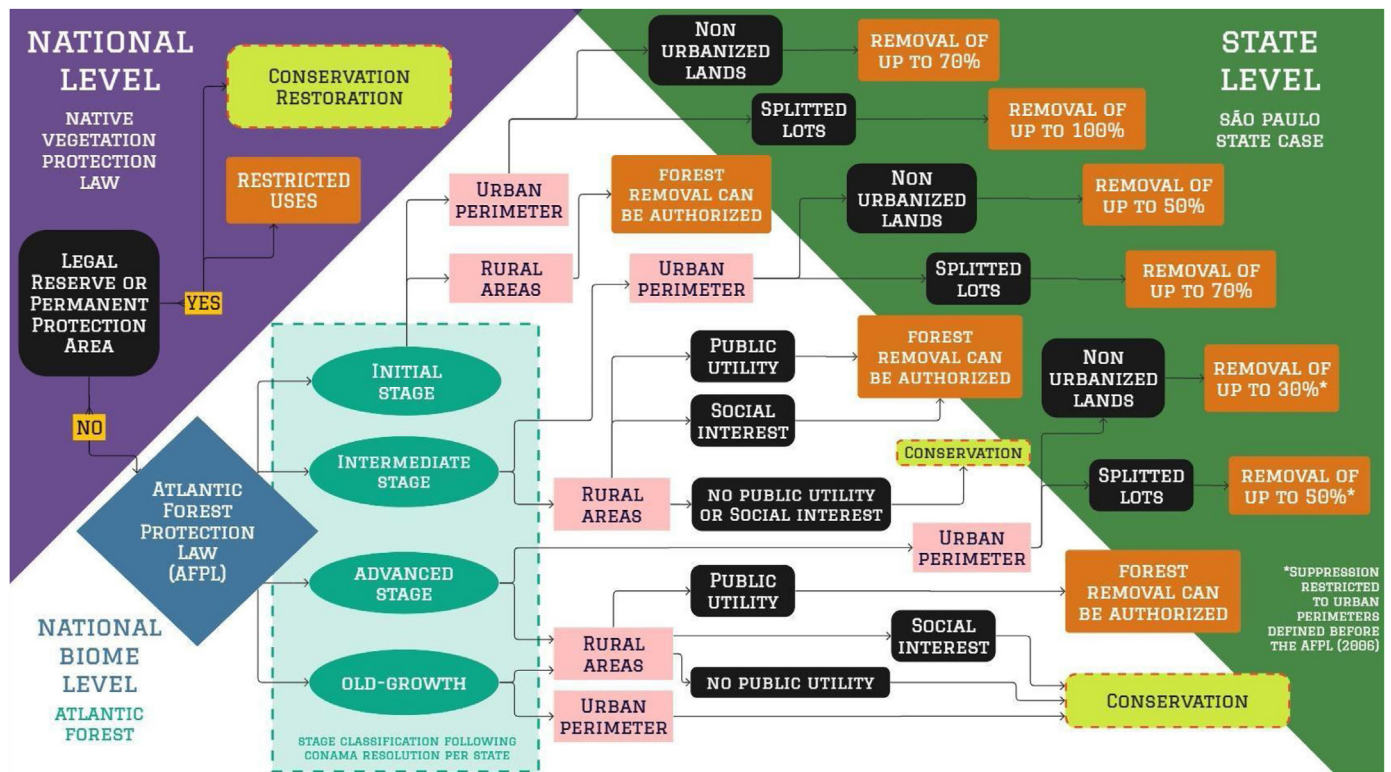 NATIONAL
LEVEL
NATIVE
VEGETATION
PROTECTION
LAW
CONSERVATION
RESTORATION
RESTRICTED
USES
LEGAL
RESERVE OR
PERMANENT
PROTECTION
AREA
YES
NO
ATLANTIC
FOREST
PROTECTION
LAW
(AFPL)
NATIONAL
BIOME
LEVEL
ATLANTIC
FOREST
INITIAL
STAGE
INTERMEDIATE
STAGE
ADVANCED
STAGE
OLD-GROWTH
STAGE CLASSIFICATION FOLLOWING
CONAMA RESOLUTION PER STATE
URBAN
PERIMETER
RURAL
AREAS
NON
URBANIZED
LANDS
REMOVAL OF
UP TO 70%
SPLITTED
LOTS
REMOVAL OF
UP TO 100%
FOREST
REMOVAL CAN
BE AUTHORIZED
URBAN
PERIMETER
NON
URBANIZED
LANDS
REMOVAL OF
UP TO 50%
SPLITTED
LOTS
REMOVAL OF
UP TO 70%
RURAL
AREAS
PUBLIC
UTILITY
SOCIAL
INTEREST
FOREST
REMOVAL CAN
BE AUTHORIZED
NO PUBLIC UTILITY
OR SOCIAL INTEREST
CONSERVATION
URBAN
PERIMETER
NON
URBANIZED
LANDS
REMOVAL OF
UP TO 30%*
SPLITTED
LOTS
REMOVAL OF
UP TO 50%*
RURAL
AREAS
PUBLIC
UTILITY
FOREST
REMOVAL CAN
BE AUTHORIZED
SOCIAL
INTEREST
NO PUBLIC UTILITY
URBAN
PERIMETER
CONSERVATION
STATE
LEVEL
SÃO PAULO
STATE CASE
*SUPPRESSION
RESTRICTED
TO URBAN
PERIMETERS
DEFINED BEFORE
THE AFPL (2006)